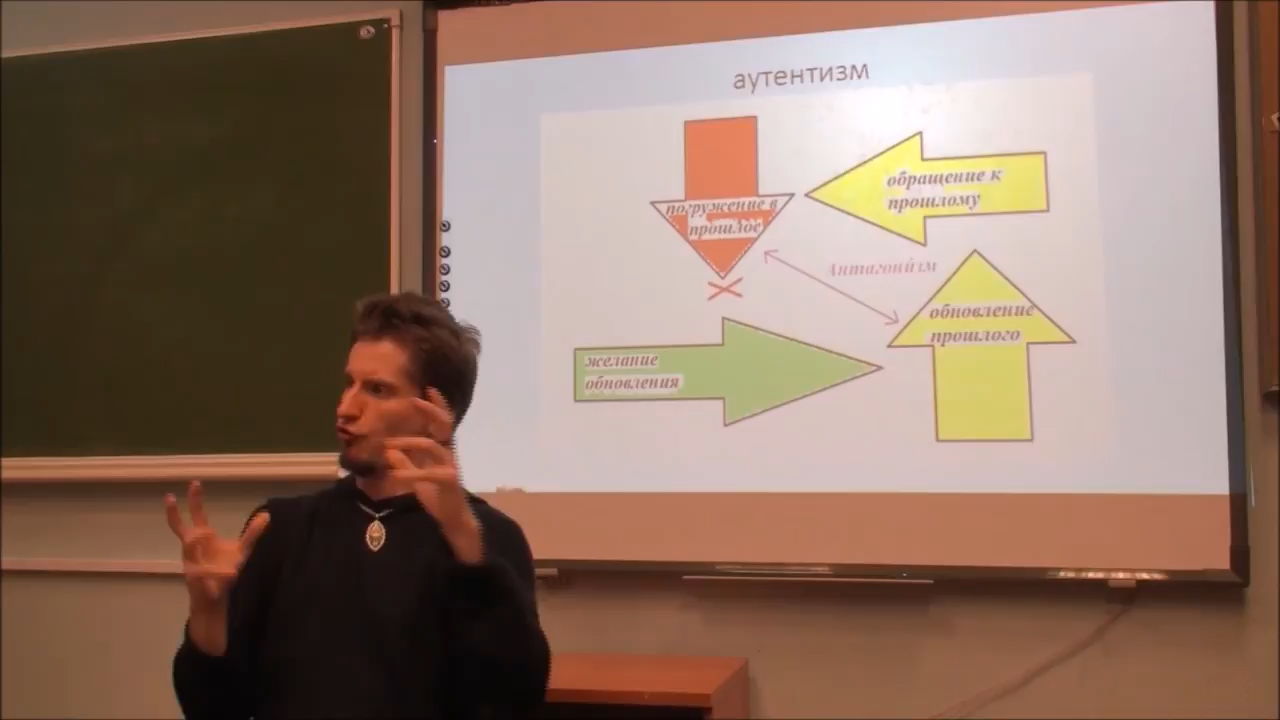 аутентизм
погружение в
прошлое
обращение к
прошлому
Антагонизм
обновление
прошлого
желание
обновления